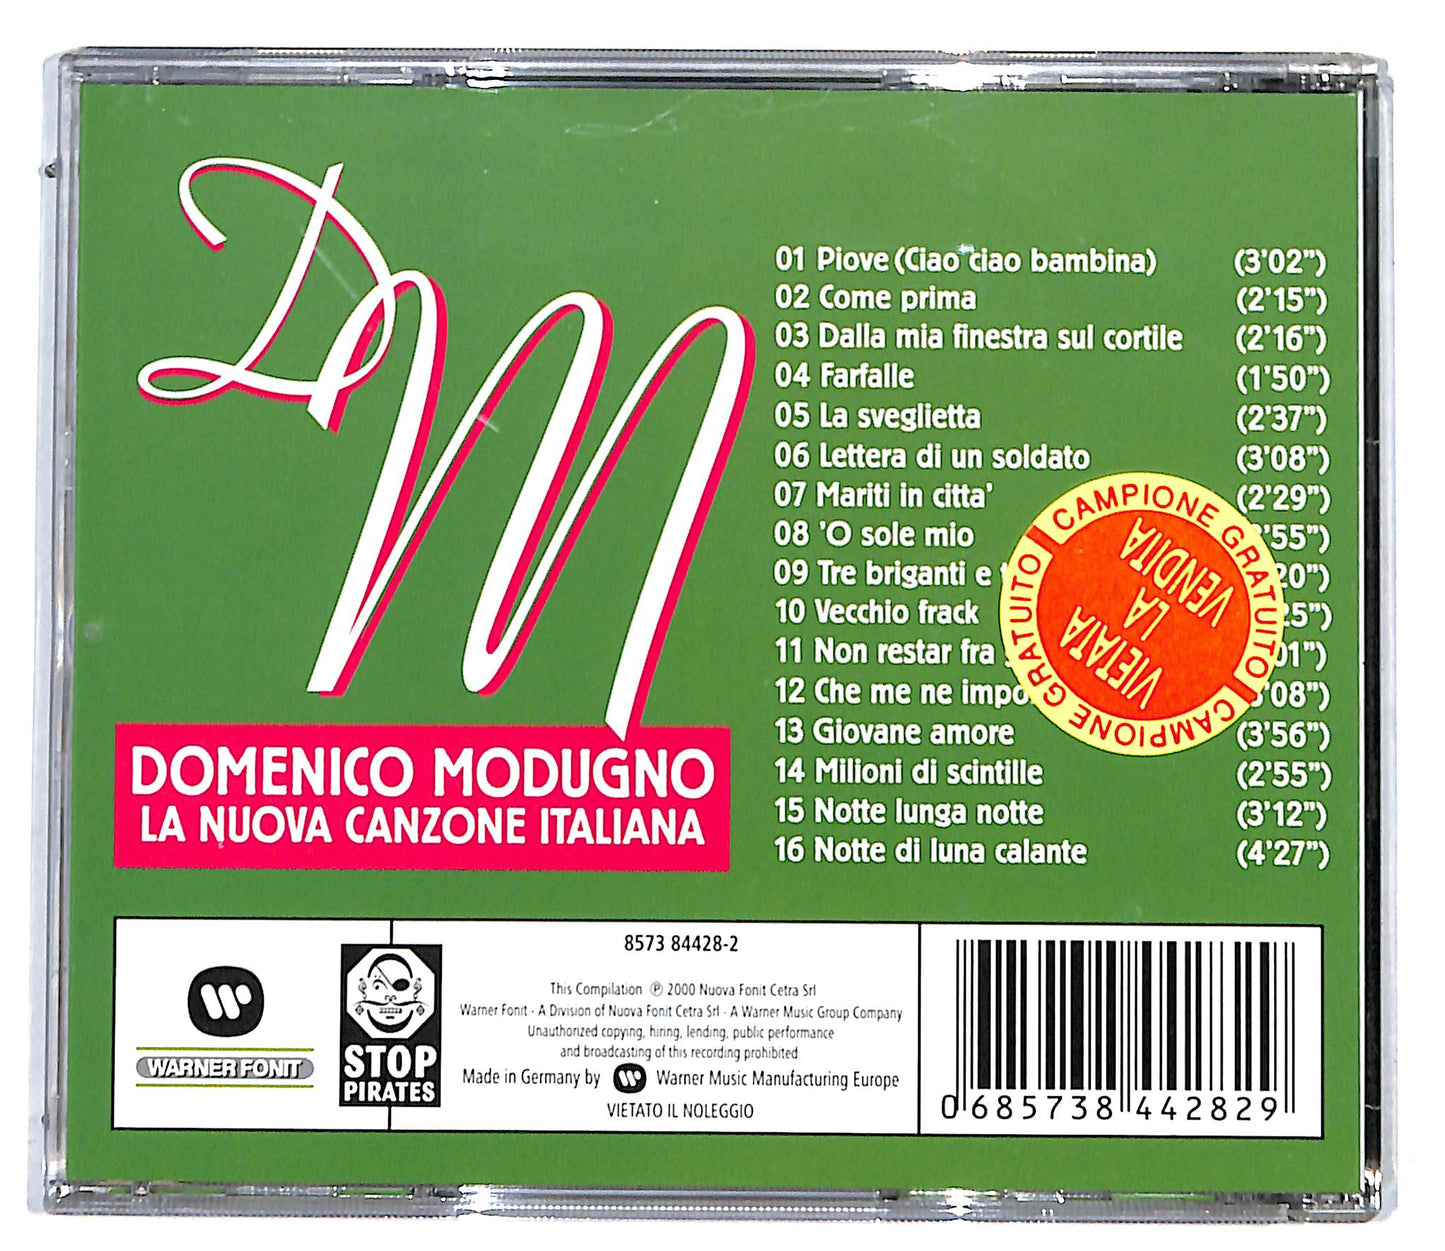 DM
01 Piove (Ciao ciao bambina) (3'02")
02 Come prima (2'15")
03 Dalla mia finestra sul cortile (2'16")
04 Farfalle (1'50")
05 La sveglietta (2'37")
06 Lettera di un soldato (3'08")
07 Mariti in citta' (2'29")
08 'O sole mio '55")
09 Tre briganti e 20")
10 Vecchio frack 25")
11 Non restar fra 01")
12 Che me ne impo '08")
13 Giovane amore (3'56")
14 Milioni di scintille (2'55")
15 Notte lunga notte (3'12")
16 Notte di luna calante (4'27")
CAMPIONE GRATUITO
CAMPIONE GRATUITO
VIETATA
LA
VENDITA
DOMENICO MODUGNO
LA NUOVA CANZONE ITALIANA
WARNER FONIT
STOP
PIRATES
8573 84428-2
This Compilation ℗ 2000 Nuova Fonit Cetra Srl
Warner Fonit - A Division of Nuova Fonit Cetra Srl - A Warner Music Group Company
Unauthorized copying, hiring, lending, public performance
and broadcasting of this recording prohibited
Made in Germany by Warner Music Manufacturing Europe
VIETATO IL NOLEGGIO
0 685738 442829